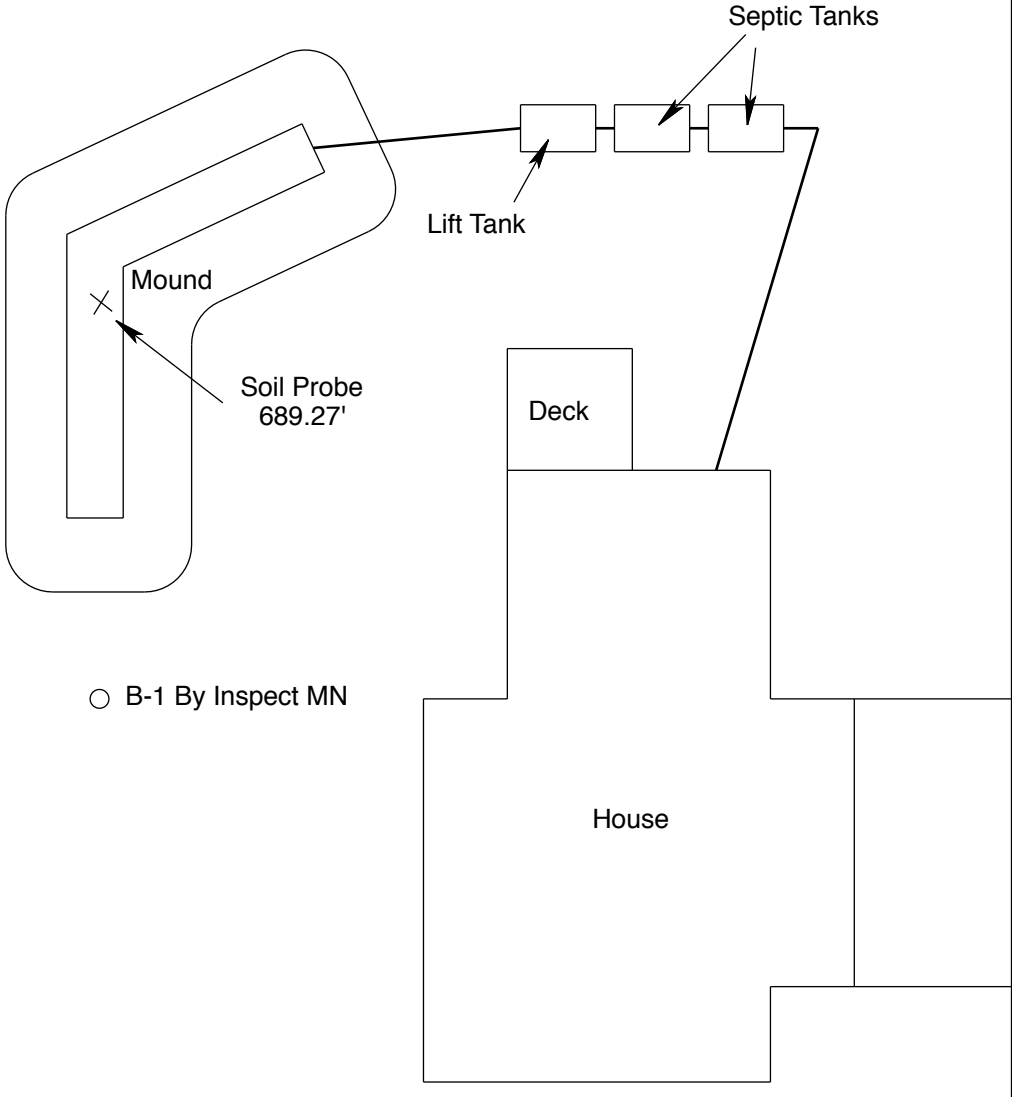 Septic Tanks
Lift Tank
Mound
Soil Probe
689.27'
Deck
B-1 By Inspect MN
House